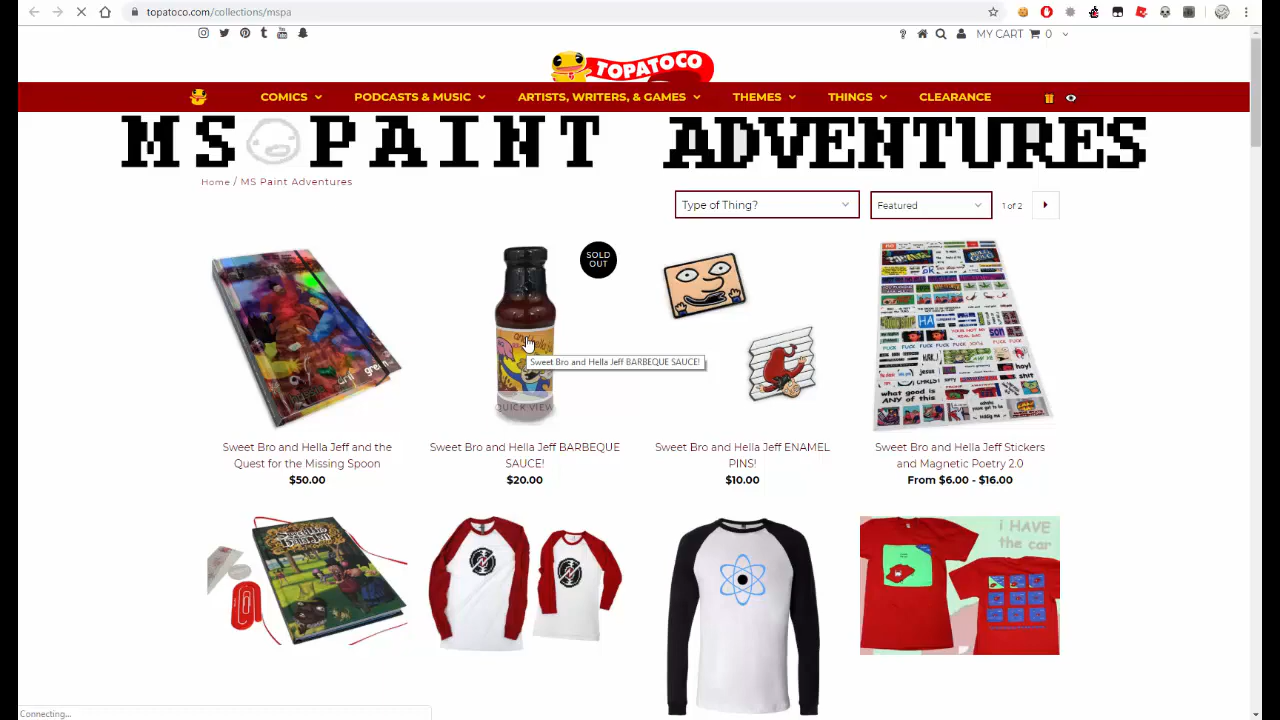 topatoco.com/collections/mspa
MY CART 0
TOPATOCO
COMICS PODCASTS & MUSIC ARTISTS, WRITERS, & GAMES THEMES THINGS CLEARANCE
MS PAINT ADVENTURES
Home / MS Paint Adventures
Type of Thing? Featured 1 of 2
SOLD
OUT
Sweet Bro and Hella Jeff BARBEQUE SAUCE!
QUICK VIEW
Sweet Bro and Hella Jeff and the
Quest for the Missing Spoon
$50.00
Sweet Bro and Hella Jeff BARBEQUE
SAUCE!
$20.00
Sweet Bro and Hella Jeff ENAMEL
PINS!
$10.00
Sweet Bro and Hella Jeff Stickers
and Magnetic Poetry 2.0
From $6.00 - $16.00
i HAVE
the car
Connecting...